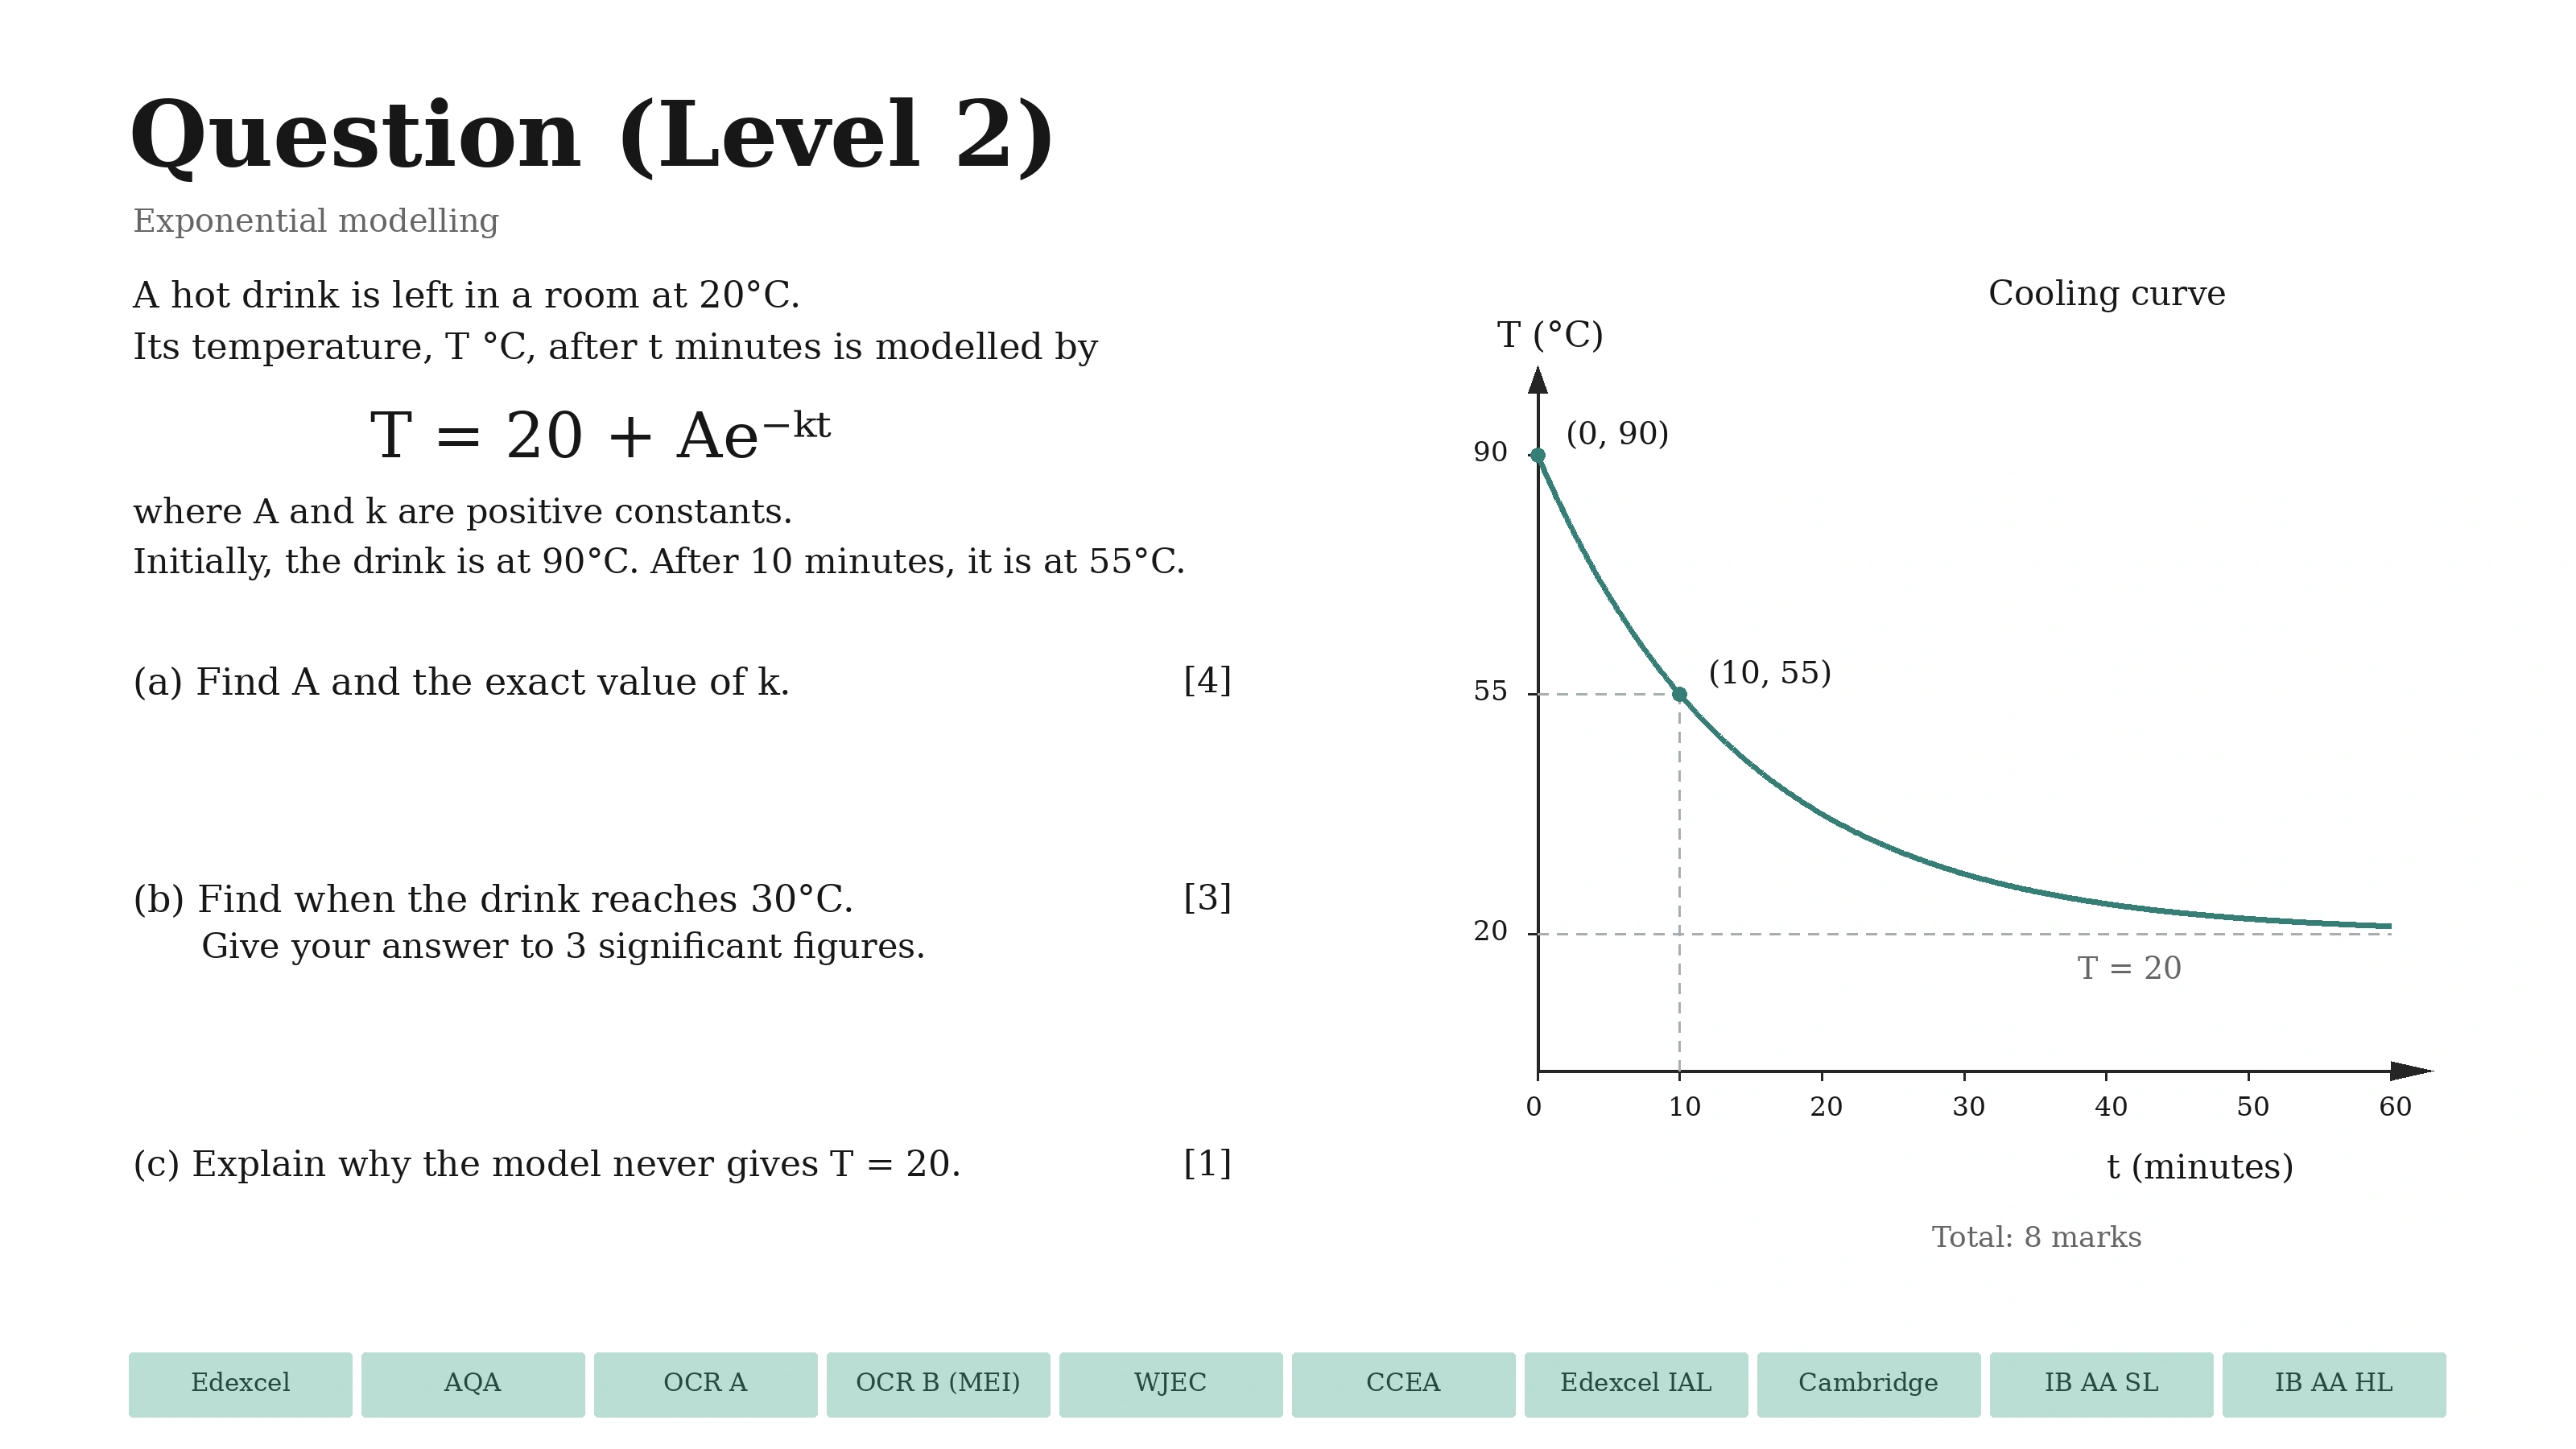 Question (Level 2)
Exponential modelling
A hot drink is left in a room at 20°C.
Its temperature, T °C, after t minutes is modelled by
T = 20 + Ae⁻ᵏᵗ
where A and k are positive constants.
Initially, the drink is at 90°C. After 10 minutes, it is at 55°C.
(a) Find A and the exact value of k. [4]
(b) Find when the drink reaches 30°C. [3]
Give your answer to 3 significant figures.
(c) Explain why the model never gives T = 20. [1]
Cooling curve
T (°C)
90
(0, 90)
55
(10, 55)
20
T = 20
0 10 20 30 40 50 60
t (minutes)
Total: 8 marks
Edexcel AQA OCR A OCR B (MEI) WJEC CCEA Edexcel IAL Cambridge IB AA SL IB AA HL